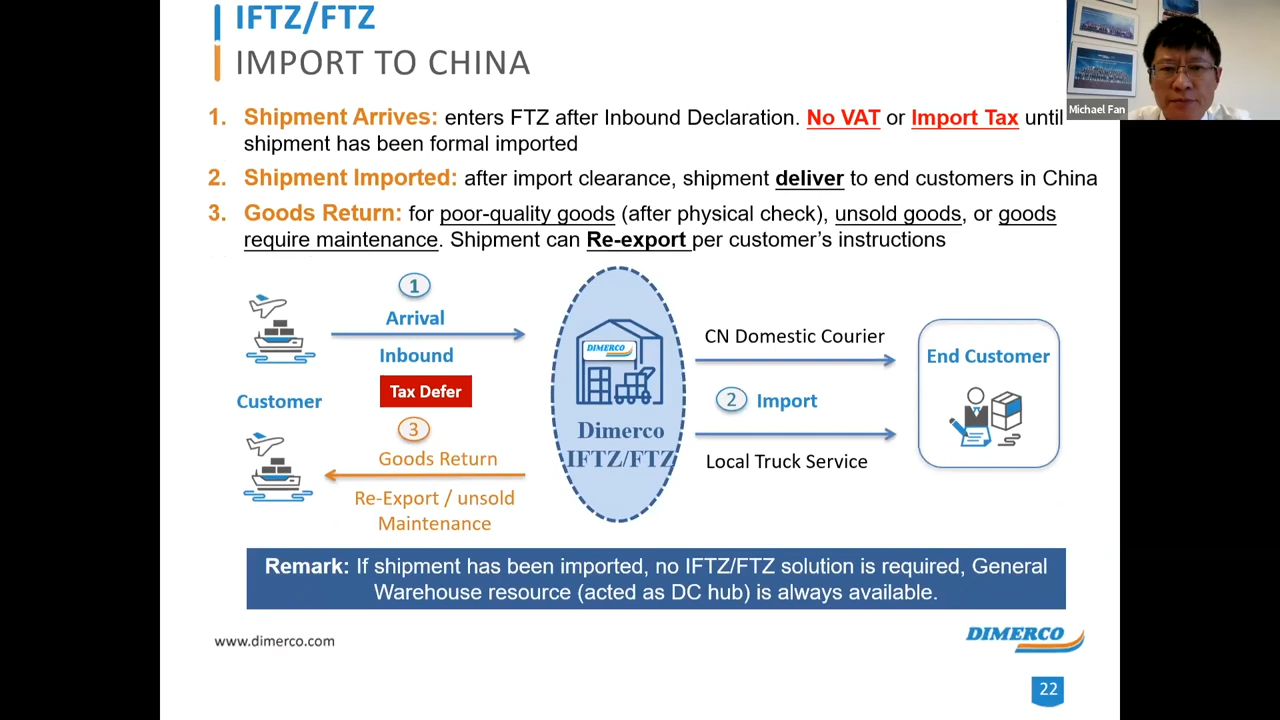 IFTZ/FTZ
IMPORT TO CHINA
Michael Fan
1. Shipment Arrives: enters FTZ after Inbound Declaration. No VAT or Import Tax until
shipment has been formal imported
2. Shipment Imported: after import clearance, shipment deliver to end customers in China
3. Goods Return: for poor-quality goods (after physical check), unsold goods, or goods
require maintenance. Shipment can Re-export per customer's instructions
1
Arrival
Inbound
Tax Defer
Customer
3
Goods Return
Re-Export / unsold
Maintenance
DIMERCO
Dimerco
IFTZ/FTZ
CN Domestic Courier
2 Import
Local Truck Service
End Customer
Remark: If shipment has been imported, no IFTZ/FTZ solution is required, General
Warehouse resource (acted as DC hub) is always available.
www.dimerco.com
DIMERCO
22